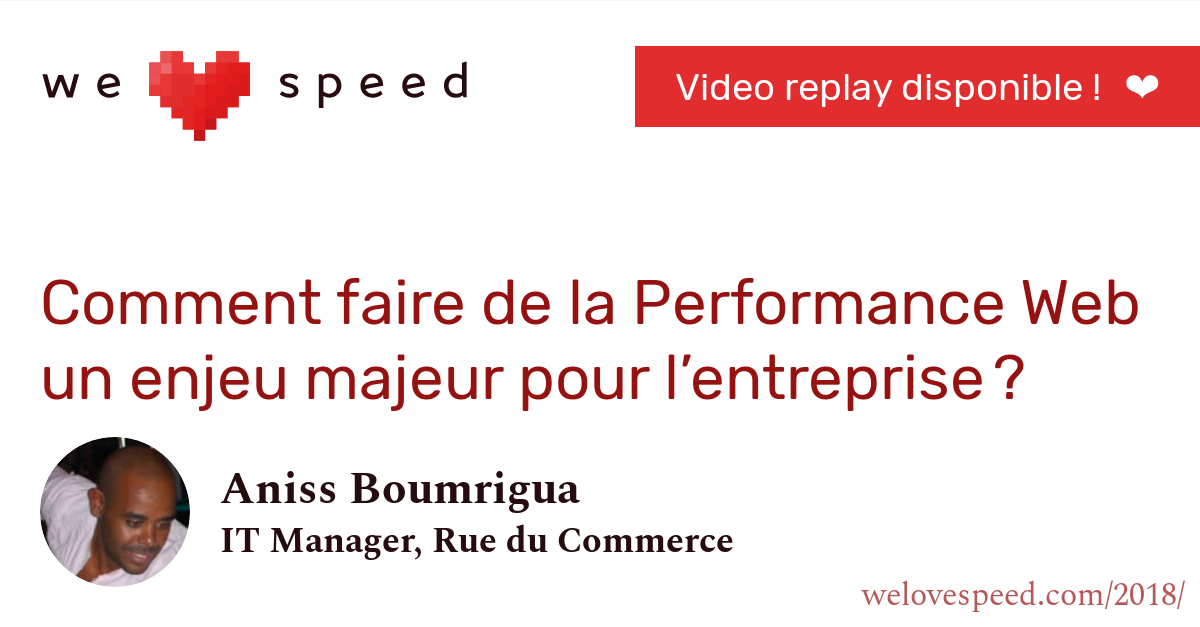 we speed
Video replay disponible ! ❤
Comment faire de la Performance Web
un enjeu majeur pour l’entreprise ?
Aniss Boumrigua
IT Manager, Rue du Commerce
welovespeed.com/2018/